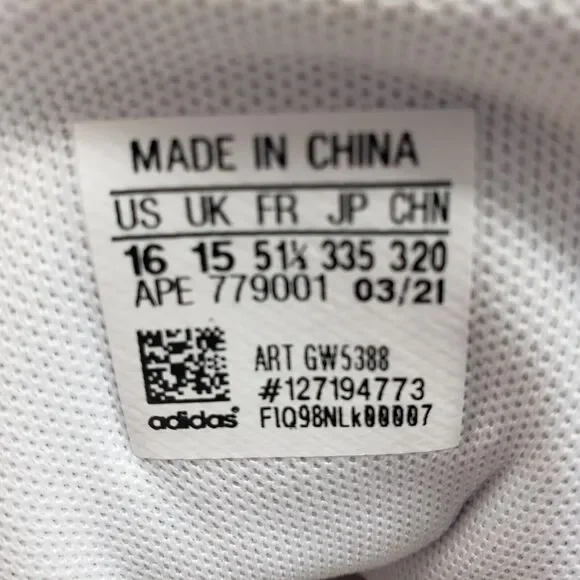 MADE IN CHINA
US UK FR JP CHN
16 15 51⅓ 335 320
APE 779001 03/21
ART GW5388
#127194773
adidas®
FIQ98NLk00007